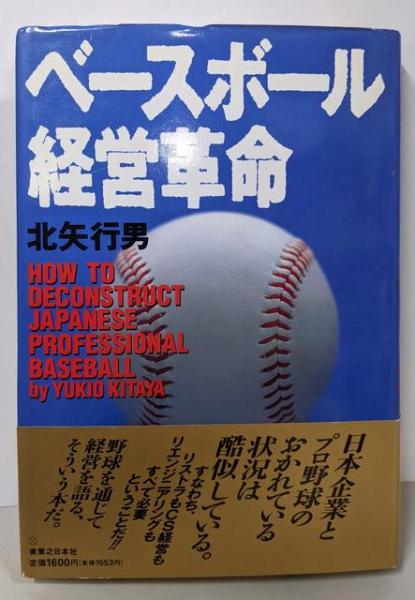 ベースボール
経営革命
北矢行男
HOW TO
DECONSTRUCT
JAPANESE
PROFESSIONAL
BASEBALL
by YUKIO KITAYA
日本企業と
プロ野球の
おかれている
状況は
酷似している。
すなわち、
リストラもCS経営も
リエンジニアリングも
すべて必要
ということだ!!
野球を通じて
経営を語る、
そういう本だ。
実業之日本社
定価1600円(本体1553円)